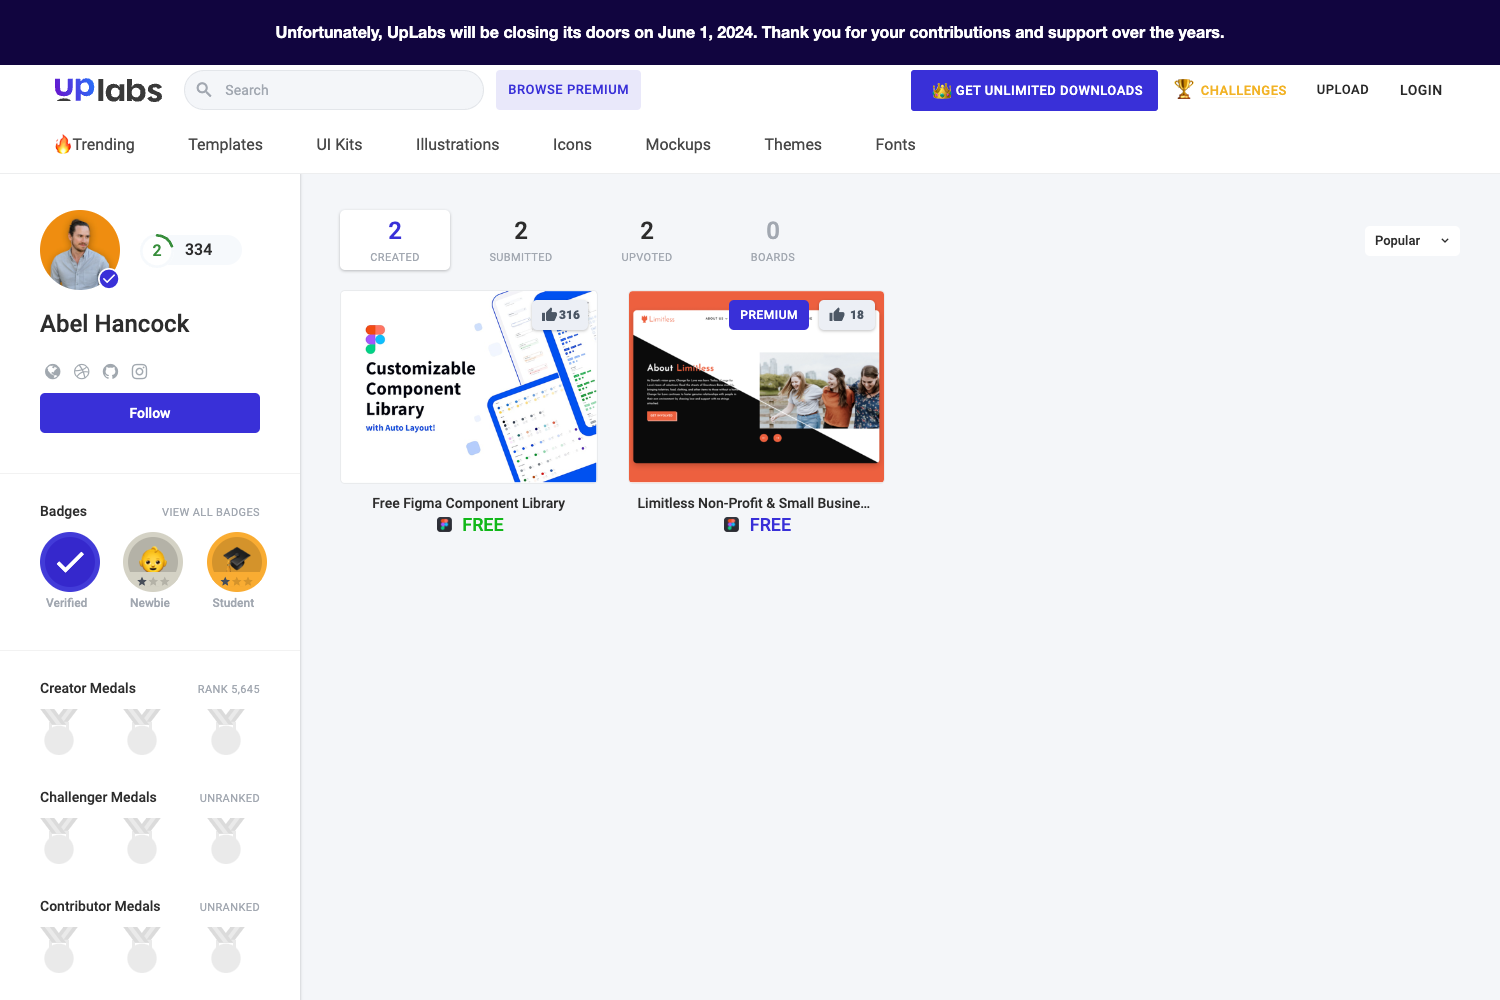 Unfortunately, UpLabs will be closing its doors on June 1, 2024. Thank you for your contributions and support over the years.
uplabs
Search
BROWSE PREMIUM
GET UNLIMITED DOWNLOADS
CHALLENGES
UPLOAD
LOGIN
Trending
Templates
UI Kits
Illustrations
Icons
Mockups
Themes
Fonts
2
334
Abel Hancock
Follow
Badges
VIEW ALL BADGES
Verified
Newbie
Student
Creator Medals
RANK 5,645
Challenger Medals
UNRANKED
Contributor Medals
UNRANKED
2
CREATED
2
SUBMITTED
2
UPVOTED
0
BOARDS
Popular
316
Customizable
Component
Library
with Auto Layout!
Free Figma Component Library
FREE
Limitless
ABOUT US
PREMIUM
18
About Limitless
Limitless Non-Profit & Small Busine...
FREE